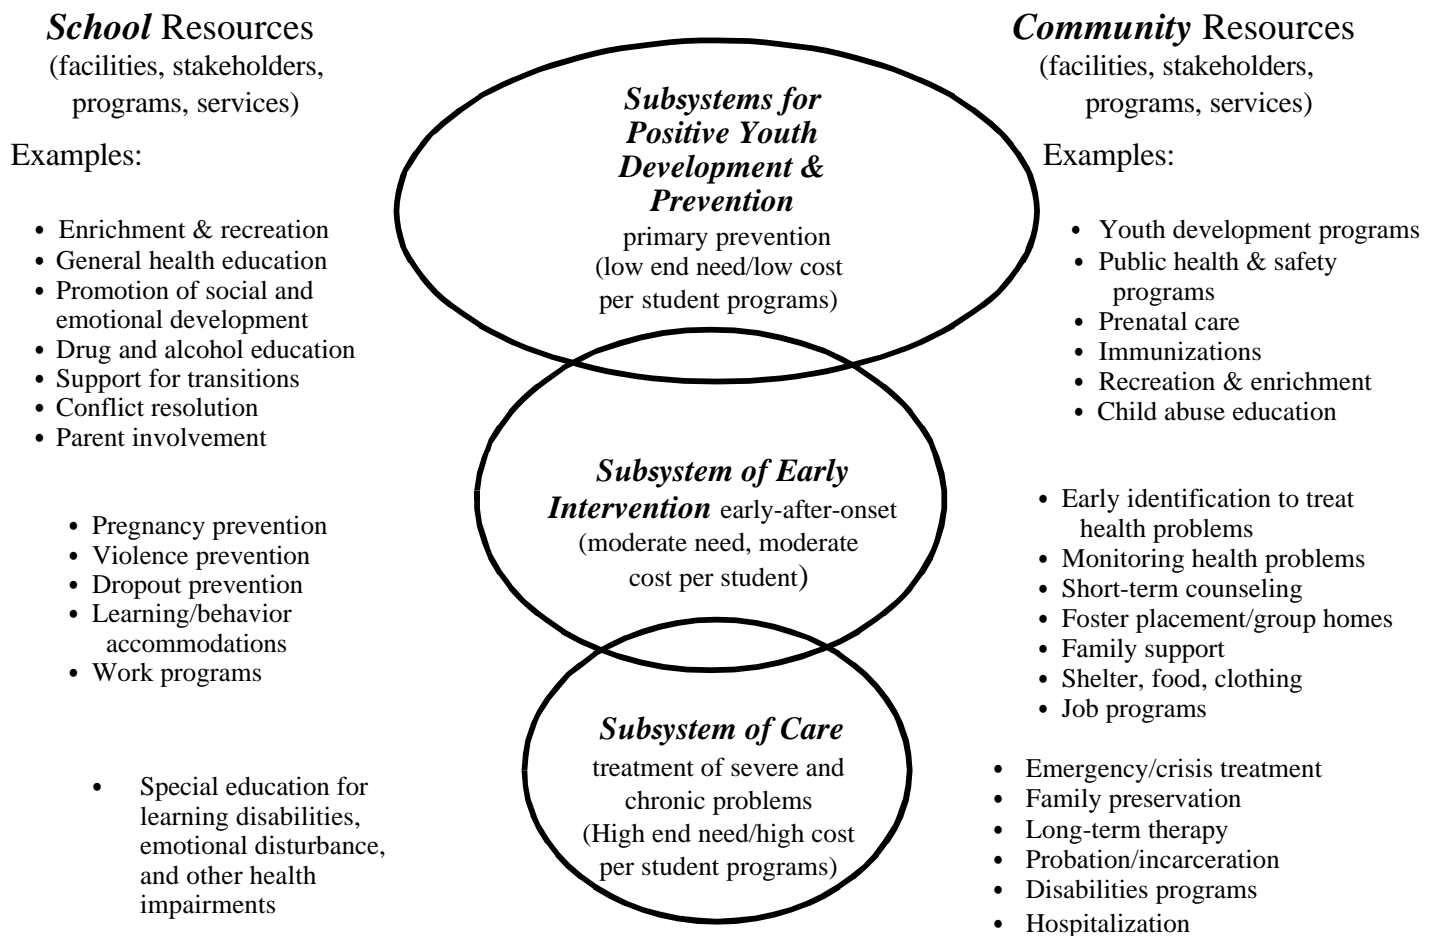 School Resources
(facilities, stakeholders,
programs, services)
Examples:
• Enrichment & recreation
• General health education
• Promotion of social and
emotional development
• Drug and alcohol education
• Support for transitions
• Conflict resolution
• Parent involvement
• Pregnancy prevention
• Violence prevention
• Dropout prevention
• Learning/behavior
accommodations
• Work programs
• Special education for
learning disabilities,
emotional disturbance,
and other health
impairments
Subsystems for
Positive Youth
Development &
Prevention
primary prevention
(low end need/low cost
per student programs)
Subsystem of Early
Intervention early-after-onset
(moderate need, moderate
cost per student)
Subsystem of Care
treatment of severe and
chronic problems
(High end need/high cost
per student programs)
Community Resources
(facilities, stakeholders,
programs, services)
Examples:
• Youth development programs
• Public health & safety
programs
• Prenatal care
• Immunizations
• Recreation & enrichment
• Child abuse education
• Early identification to treat
health problems
• Monitoring health problems
• Short-term counseling
• Foster placement/group homes
• Family support
• Shelter, food, clothing
• Job programs
• Emergency/crisis treatment
• Family preservation
• Long-term therapy
• Probation/incarceration
• Disabilities programs
• Hospitalization